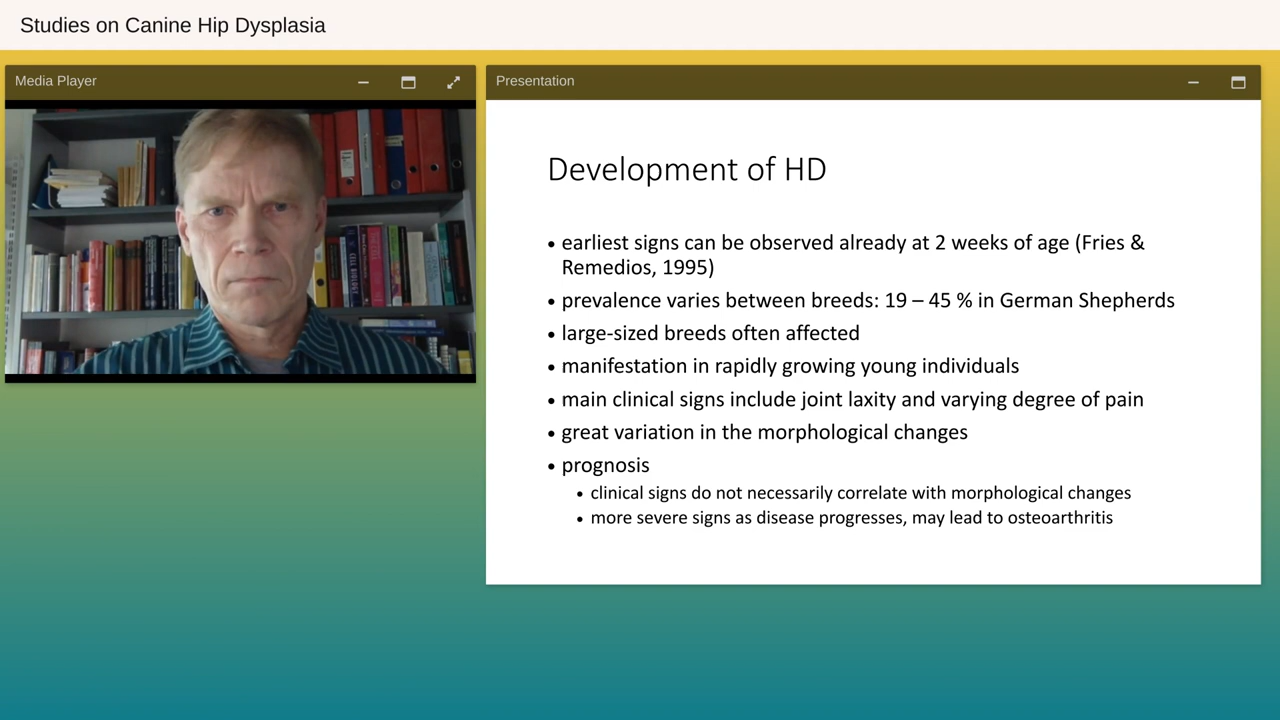 Studies on Canine Hip Dysplasia
Media Player
Presentation
Development of HD
• earliest signs can be observed already at 2 weeks of age (Fries &
Remedios, 1995)
• prevalence varies between breeds: 19 – 45 % in German Shepherds
• large-sized breeds often affected
• manifestation in rapidly growing young individuals
• main clinical signs include joint laxity and varying degree of pain
• great variation in the morphological changes
• prognosis
• clinical signs do not necessarily correlate with morphological changes
• more severe signs as disease progresses, may lead to osteoarthritis
CELL BIOLOGY